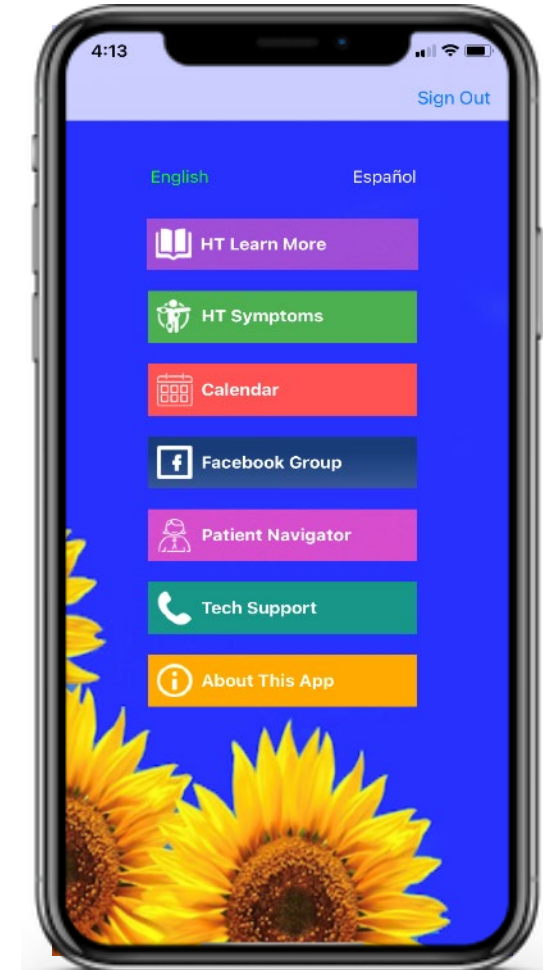 4:13
Sign Out
English Español
HT Learn More
HT Symptoms
Calendar
Facebook Group
Patient Navigator
Tech Support
About This App